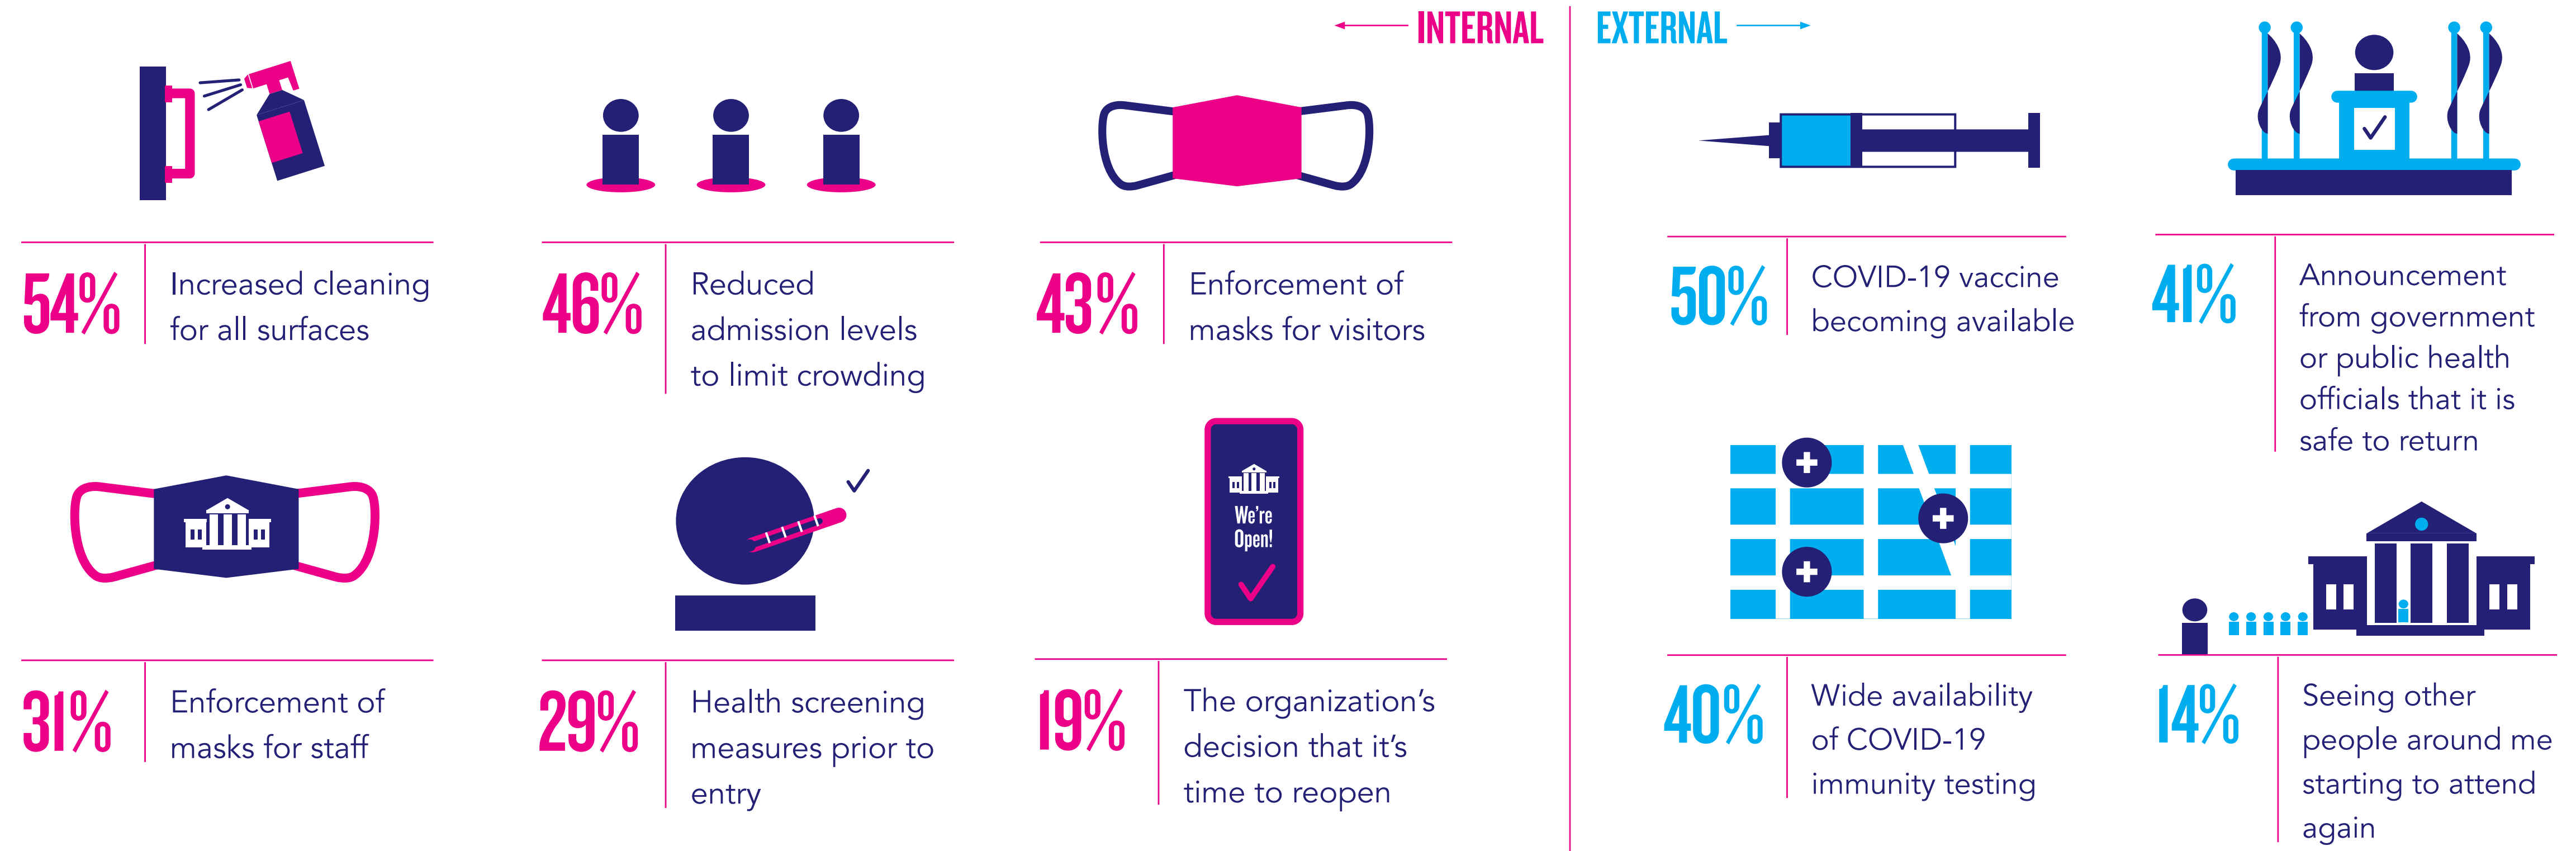 INTERNAL
EXTERNAL
54%
Increased cleaning
for all surfaces
46%
Reduced
admission levels
to limit crowding
43%
Enforcement of
masks for visitors
50%
COVID-19 vaccine
becoming available
41%
Announcement
from government
or public health
officials that it is
safe to return
31%
Enforcement of
masks for staff
29%
Health screening
measures prior to
entry
We're
Open!
19%
The organization's
decision that it's
time to reopen
40%
Wide availability
of COVID-19
immunity testing
14%
Seeing other
people around me
starting to attend
again